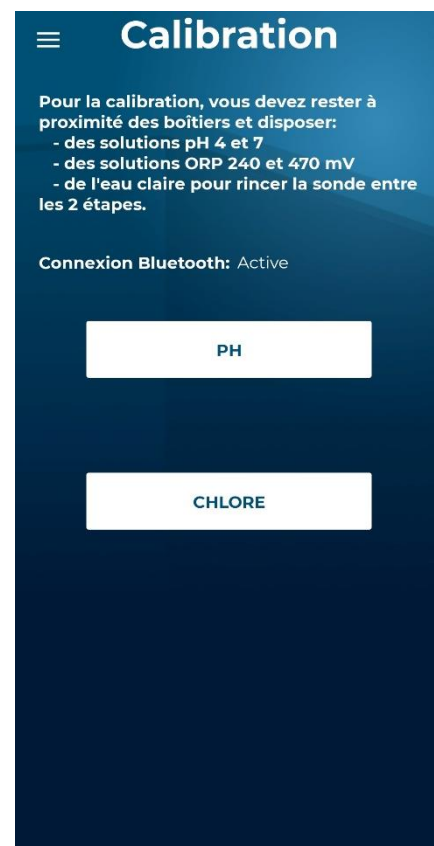 Calibration
Pour la calibration, vous devez rester à
proximité des boîtiers et disposer:
- des solutions pH 4 et 7
- des solutions ORP 240 et 470 mV
- de l'eau claire pour rincer la sonde entre
les 2 étapes.
Connexion Bluetooth: Active
PH
CHLORE